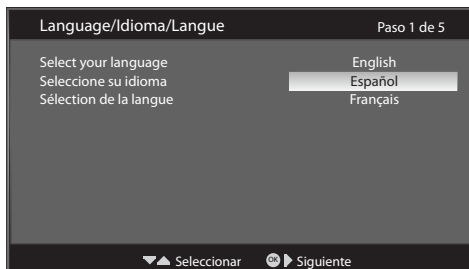 Language/Idioma/Langue Paso 1 de 5
Select your language English
Seleccione su idioma Español
Sélection de la langue Français
Seleccionar OK Siguiente